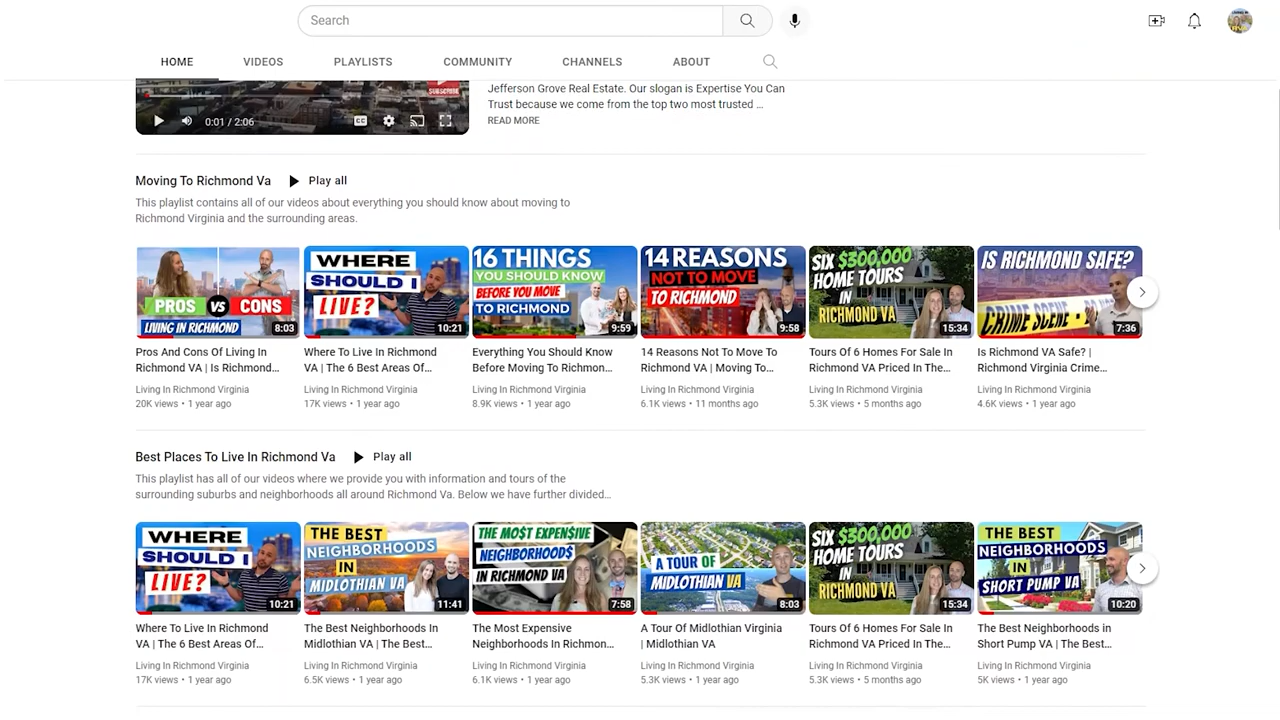 Search
HOME VIDEOS PLAYLISTS COMMUNITY CHANNELS ABOUT
SUBSCRIBE
0:01 / 2:06
CC
Jefferson Grove Real Estate. Our slogan is Expertise You Can
Trust because we come from the top two most trusted ...
READ MORE
Moving To Richmond Va Play all
This playlist contains all of our videos about everything you should know about moving to
Richmond Virginia and the surrounding areas.
PROS VS CONS
LIVING IN RICHMOND
8:03
WHERE
SHOULD I
LIVE?
10:21
16 THINGS
YOU SHOULD KNOW
BEFORE YOU MOVE
TO RICHMOND
9:59
14 REASONS
NOT TO MOVE
TO RICHMOND
9:58
SIX $300,000
HOME TOURS
IN
RICHMOND VA
15:34
IS RICHMOND SAFE?
CRIME SCENE - DO
7:36
Pros And Cons Of Living In
Richmond VA | Is Richmond...
Living In Richmond Virginia
20K views • 1 year ago
Where To Live In Richmond
VA | The 6 Best Areas Of...
Living In Richmond Virginia
17K views • 1 year ago
Everything You Should Know
Before Moving To Richmon...
Living In Richmond Virginia
8.9K views • 1 year ago
14 Reasons Not To Move To
Richmond VA | Moving To...
Living In Richmond Virginia
6.1K views • 11 months ago
Tours Of 6 Homes For Sale In
Richmond VA Priced In The...
Living In Richmond Virginia
5.3K views • 5 months ago
Is Richmond VA Safe? |
Richmond Virginia Crime...
Living In Richmond Virginia
4.6K views • 1 year ago
Best Places To Live In Richmond Va Play all
This playlist has all of our videos where we provide you with information and tours of the
surrounding suburbs and neighborhoods all around Richmond Va. Below we have further divided...
WHERE
SHOULD I
LIVE?
10:21
THE BEST
NEIGHBORHOODS
IN
MIDLOTHIAN VA
11:41
THE MO$T EXPEN$IVE
NEIGHBORHOOD$
IN RICHMOND VA
7:58
A TOUR OF
MIDLOTHIAN VA
8:03
SIX $300,000
HOME TOURS
IN
RICHMOND VA
15:34
THE BEST
NEIGHBORHOODS
IN
SHORT PUMP VA
10:20
Where To Live In Richmond
VA | The 6 Best Areas Of...
Living In Richmond Virginia
17K views • 1 year ago
The Best Neighborhoods In
Midlothian VA | The Best...
Living In Richmond Virginia
6.5K views • 1 year ago
The Most Expensive
Neighborhoods In Richmon...
Living In Richmond Virginia
6.1K views • 1 year ago
A Tour Of Midlothian Virginia
| Midlothian VA
Living In Richmond Virginia
5.3K views • 1 year ago
Tours Of 6 Homes For Sale In
Richmond VA Priced In The...
Living In Richmond Virginia
5.3K views • 5 months ago
The Best Neighborhoods in
Short Pump VA | The Best...
Living In Richmond Virginia
5K views • 1 year ago